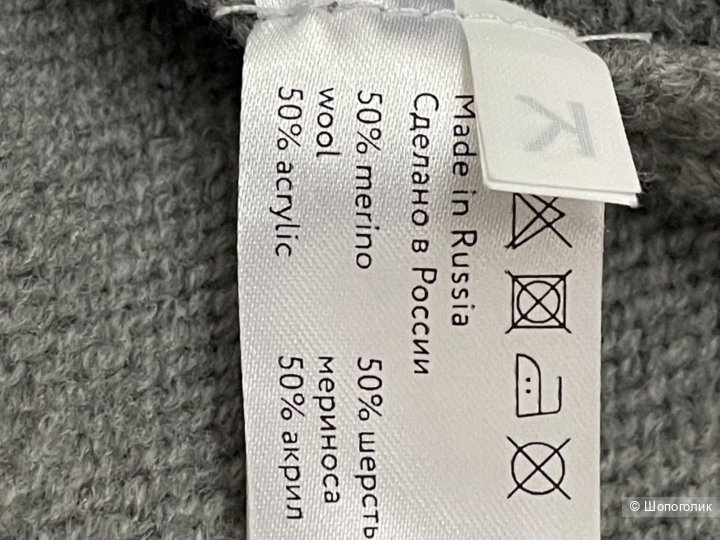 K
Made in Russia
Сделано в России
50% merino
wool
50% acrylic
50% шерсть
мериноса
50% акрил
© Шопоголик